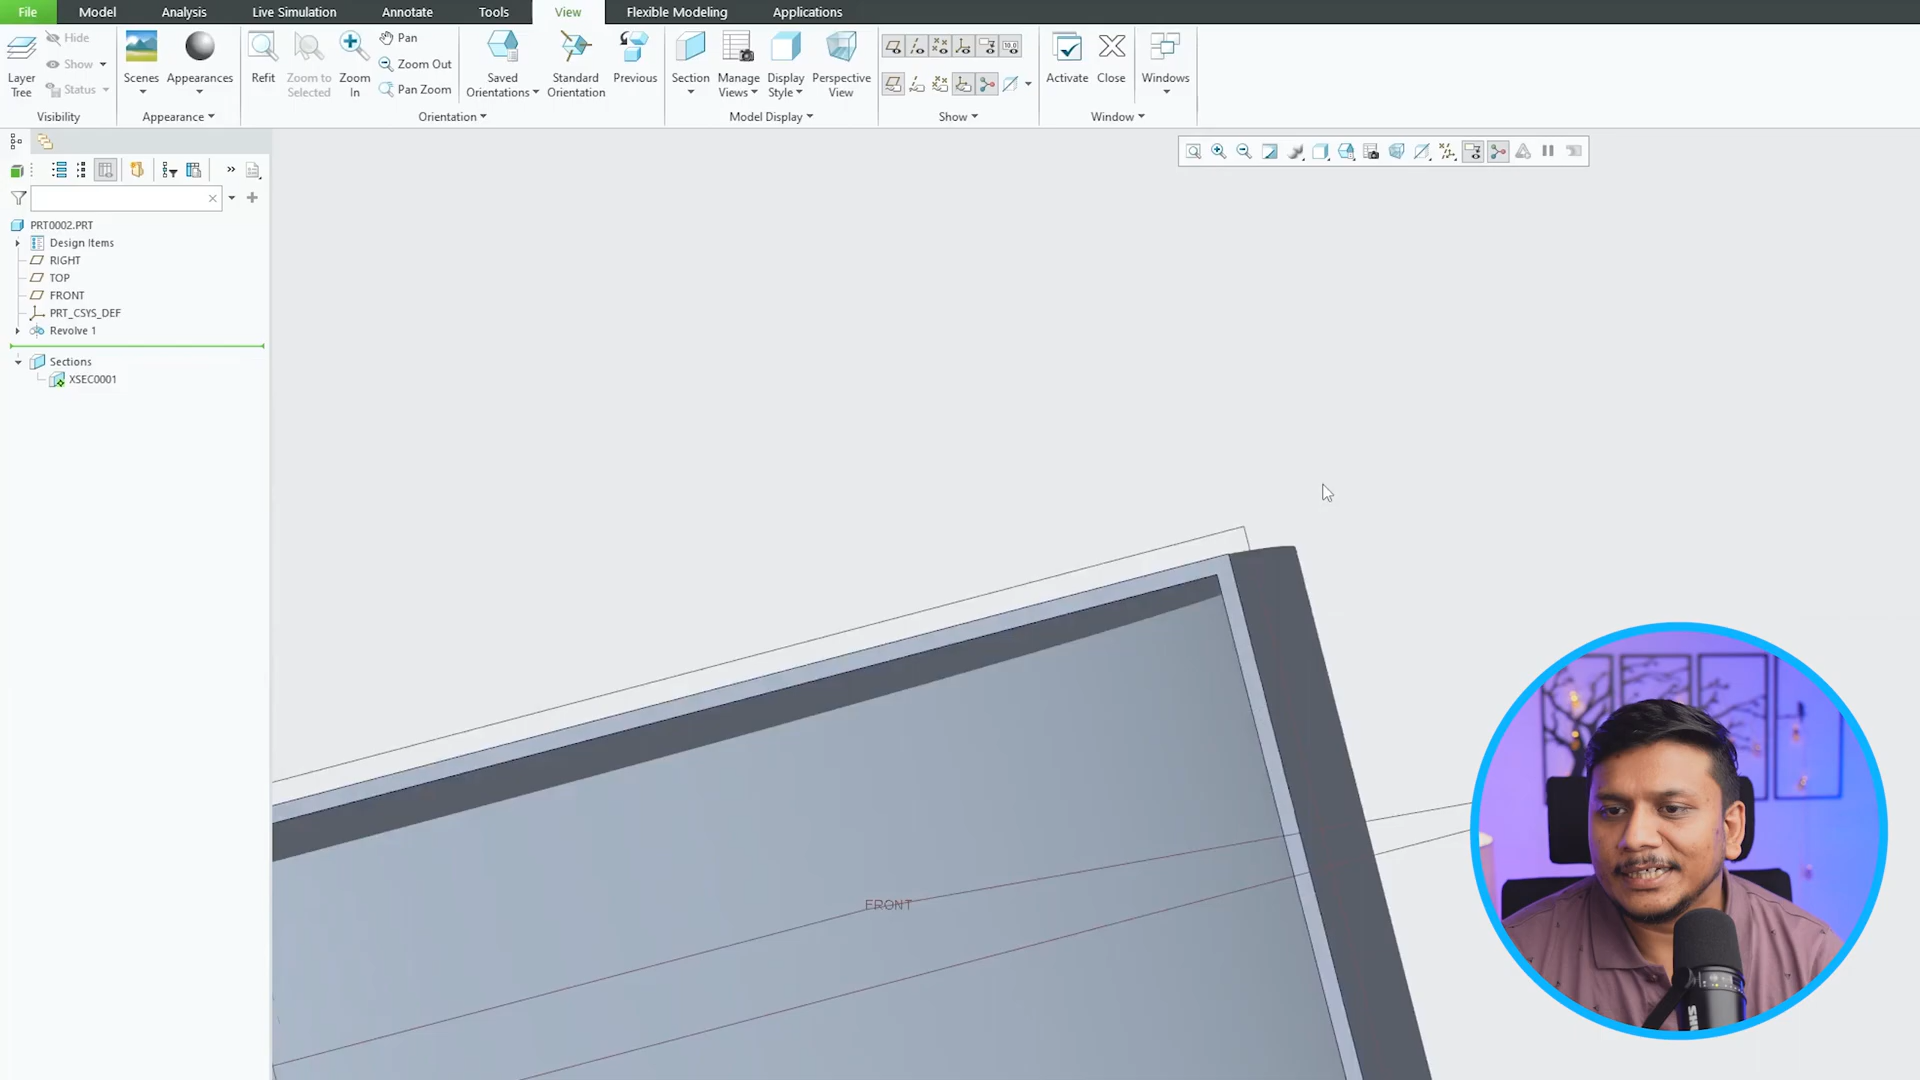 File Model Analysis Live Simulation Annotate Tools View Flexible Modeling Applications
Layer Tree
Hide
Show
Status
Visibility
Scenes
Appearances
Appearance
Refit
Zoom to Selected
Zoom In
Pan
Zoom Out
Pan Zoom
Saved Orientations
Standard Orientation
Previous
Orientation
Section
Manage Views
Display Style
Perspective View
Model Display
Show
Activate
Close
Windows
Window
PRT0002.PRT
Design Items
RIGHT
TOP
FRONT
PRT_CSYS_DEF
Revolve 1
Sections
XSEC0001
FRONT